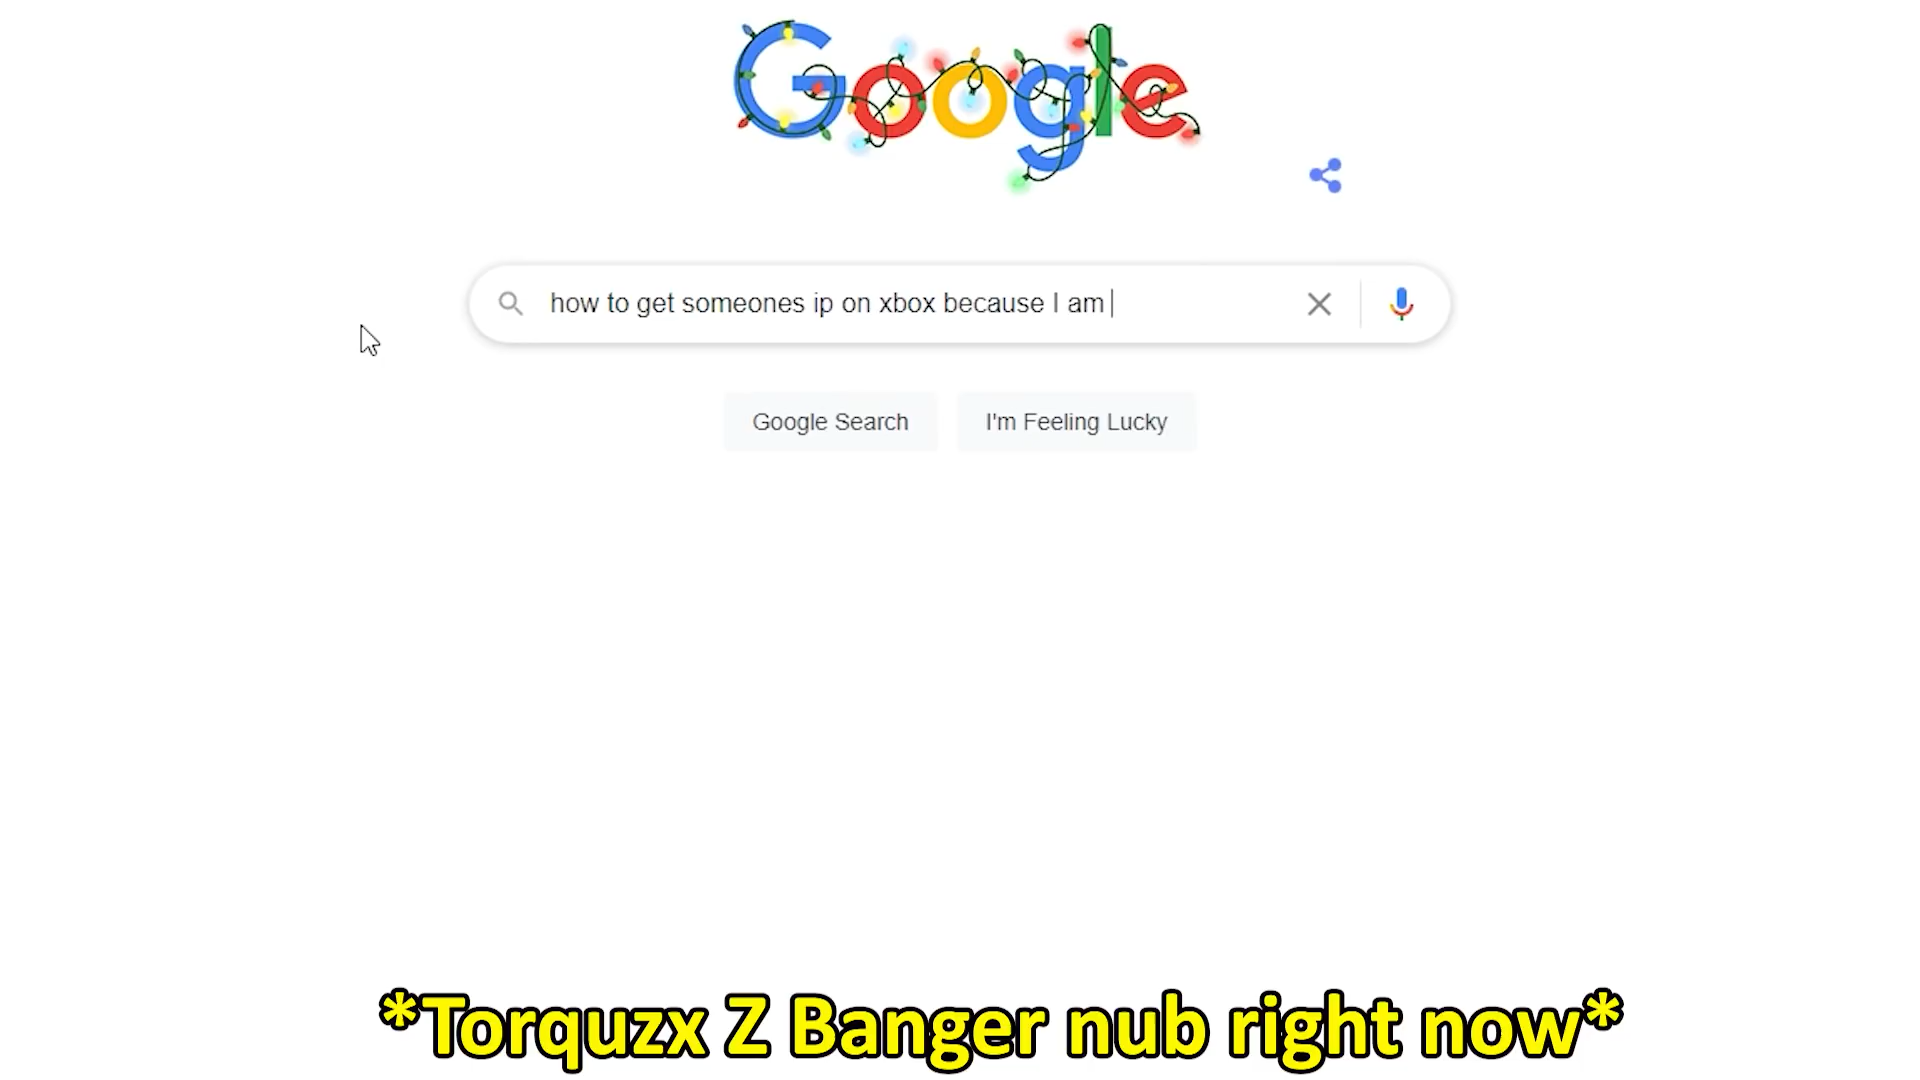 Google
how to get someones ip on xbox because I am
Google Search
I'm Feeling Lucky
*Torquzx Z Banger nub right now*